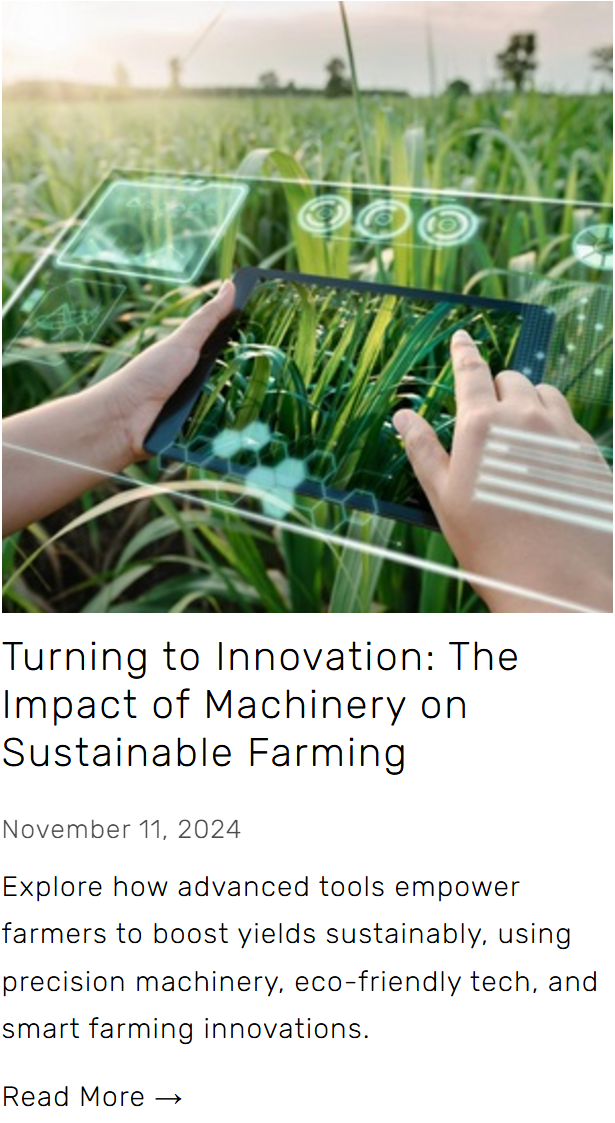 Turning to Innovation: The
Impact of Machinery on
Sustainable Farming
November 11, 2024
Explore how advanced tools empower
farmers to boost yields sustainably, using
precision machinery, eco-friendly tech, and
smart farming innovations.
Read More →